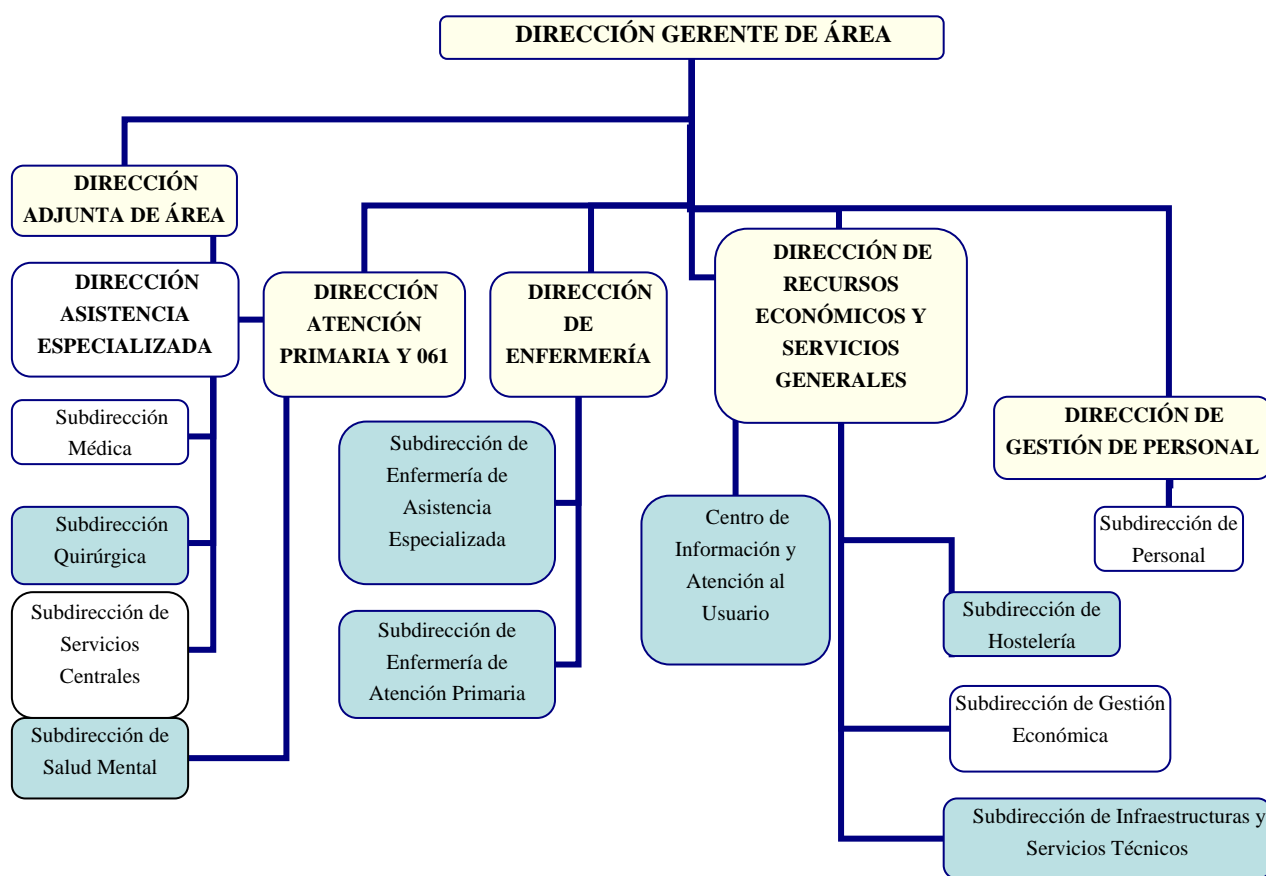 DIRECCIÓN GERENTE DE ÁREA
DIRECCIÓN
ADJUNTA DE ÁREA
DIRECCIÓN
ASISTENCIA
ESPECIALIZADA
DIRECCIÓN
ATENCIÓN
PRIMARIA Y 061
DIRECCIÓN
DE
ENFERMERÍA
DIRECCIÓN DE
RECURSOS
ECONÓMICOS Y
SERVICIOS
GENERALES
DIRECCIÓN DE
GESTIÓN DE PERSONAL
Subdirección
Médica
Subdirección
Quirúrgica
Subdirección de
Servicios
Centrales
Subdirección de
Salud Mental
Subdirección de
Enfermería de
Asistencia
Especializada
Subdirección de
Enfermería de
Atención Primaria
Centro de
Información y
Atención al
Usuario
Subdirección de
Personal
Subdirección de
Hostelería
Subdirección de Gestión
Económica
Subdirección de Infraestructuras y
Servicios Técnicos